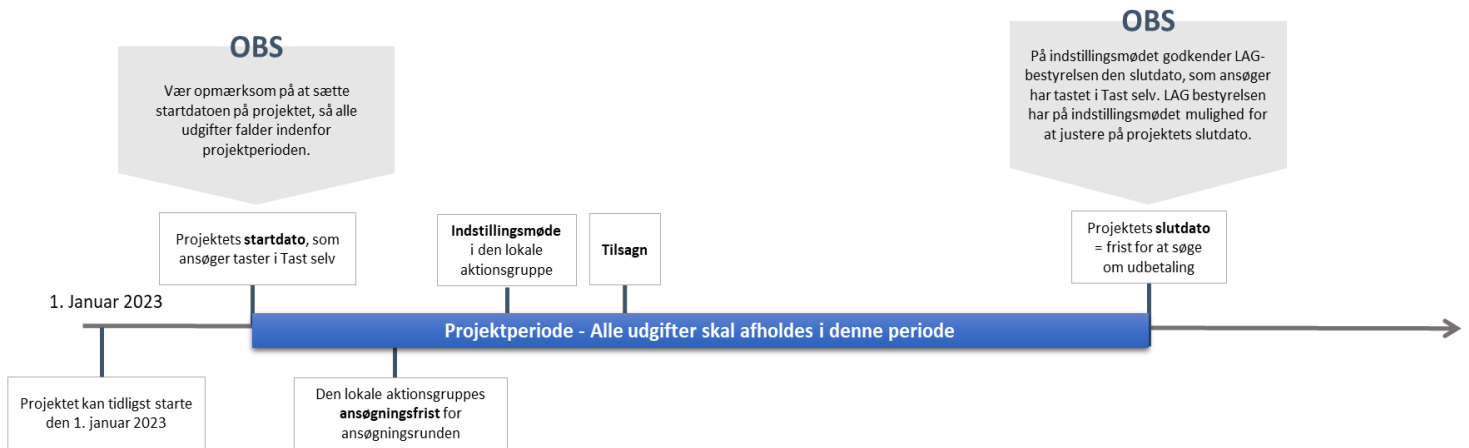 OBS
Vær opmærksom på at sætte
startdatoen på projektet, så alle
udgifter falder indenfor
projektperioden.
OBS
På indstillingsmødet godkender LAG-
bestyrelsen den slutdato, som ansøger
har tastet i Tast selv. LAG bestyrelsen
har på indstillingsmødet mulighed for
at justere på projektets slutdato.
Projektets startdato, som
ansøger taster i Tast selv
Indstillingsmøde
i den lokale
aktionsgruppe
Tilsagn
Projektets slutdato
= frist for at søge
om udbetaling
1. Januar 2023
Projektperiode - Alle udgifter skal afholdes i denne periode
Projektet kan tidligst starte
den 1. januar 2023
Den lokale aktionsgruppes
ansøgningsfrist for
ansøgningsrunden